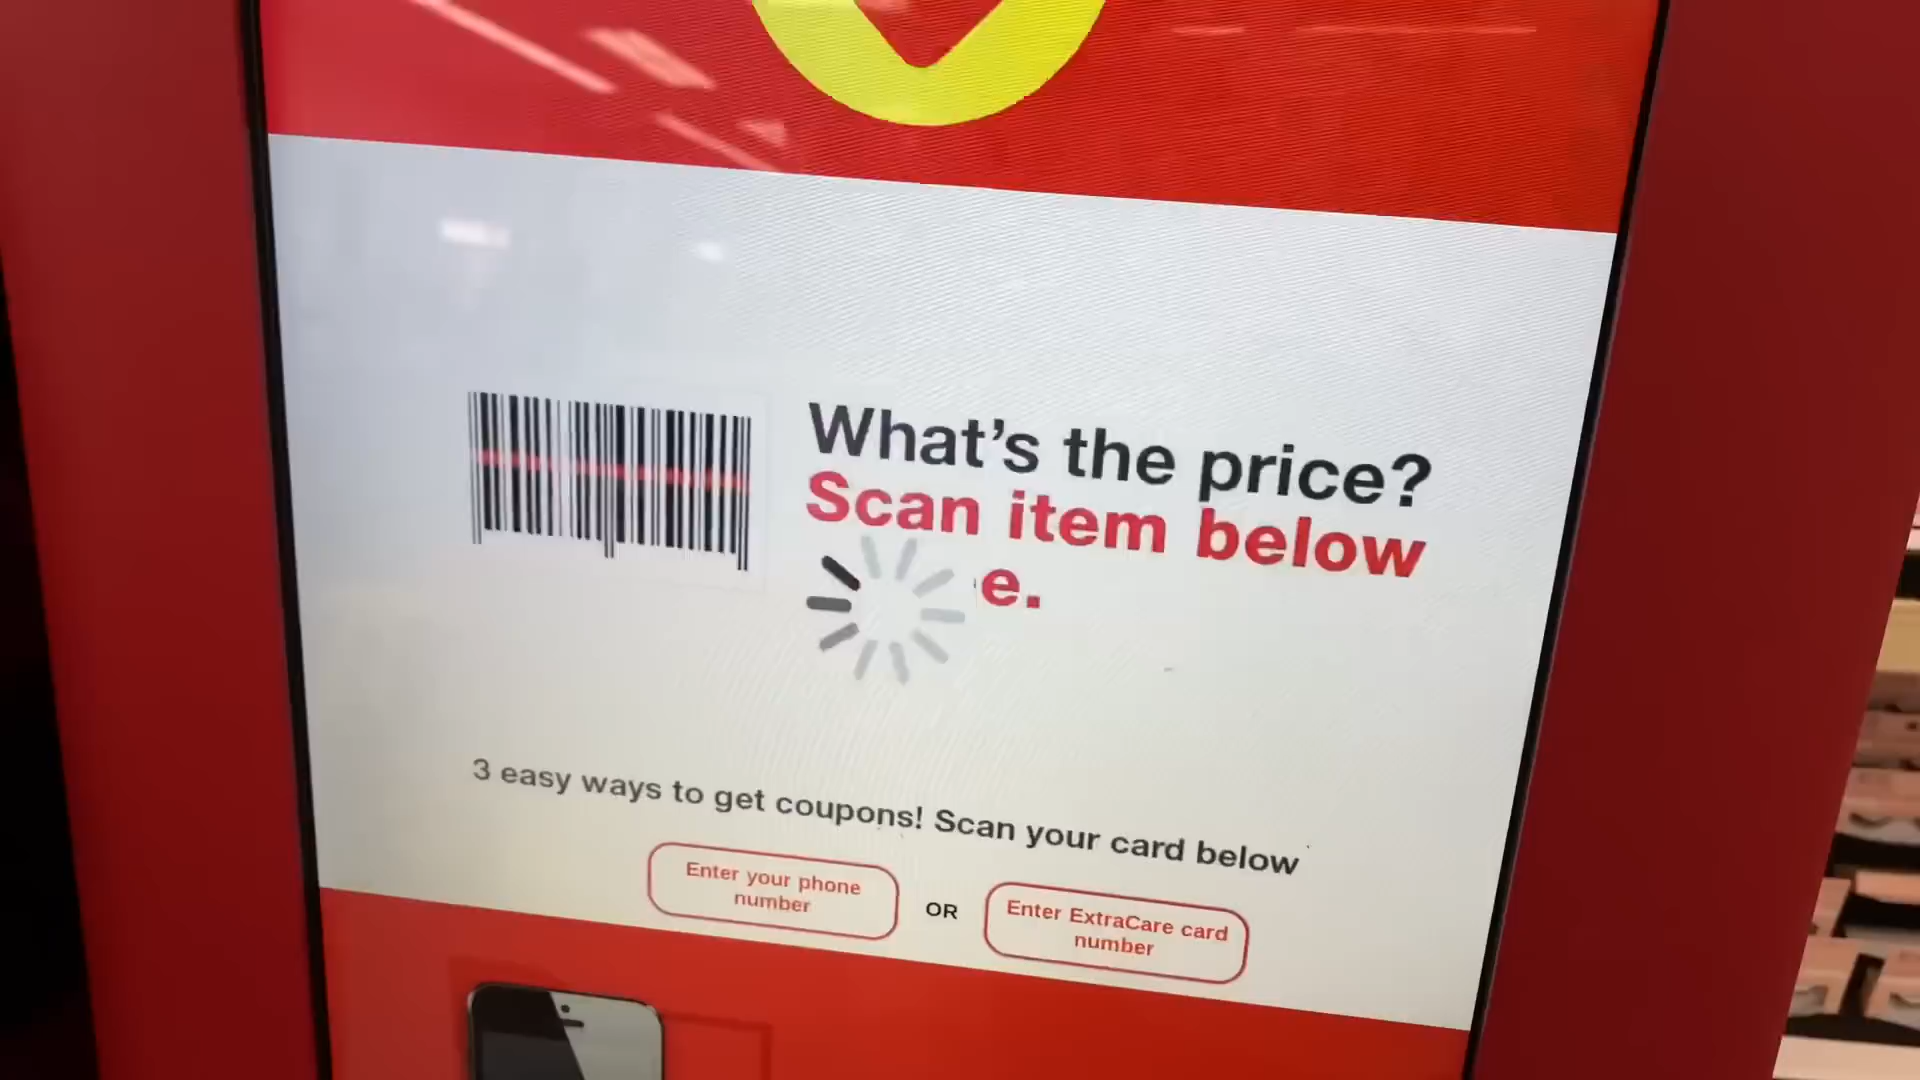 What's the price?
Scan item below
e.
3 easy ways to get coupons! Scan your card below
Enter your phone
number
OR
Enter ExtraCare card
number